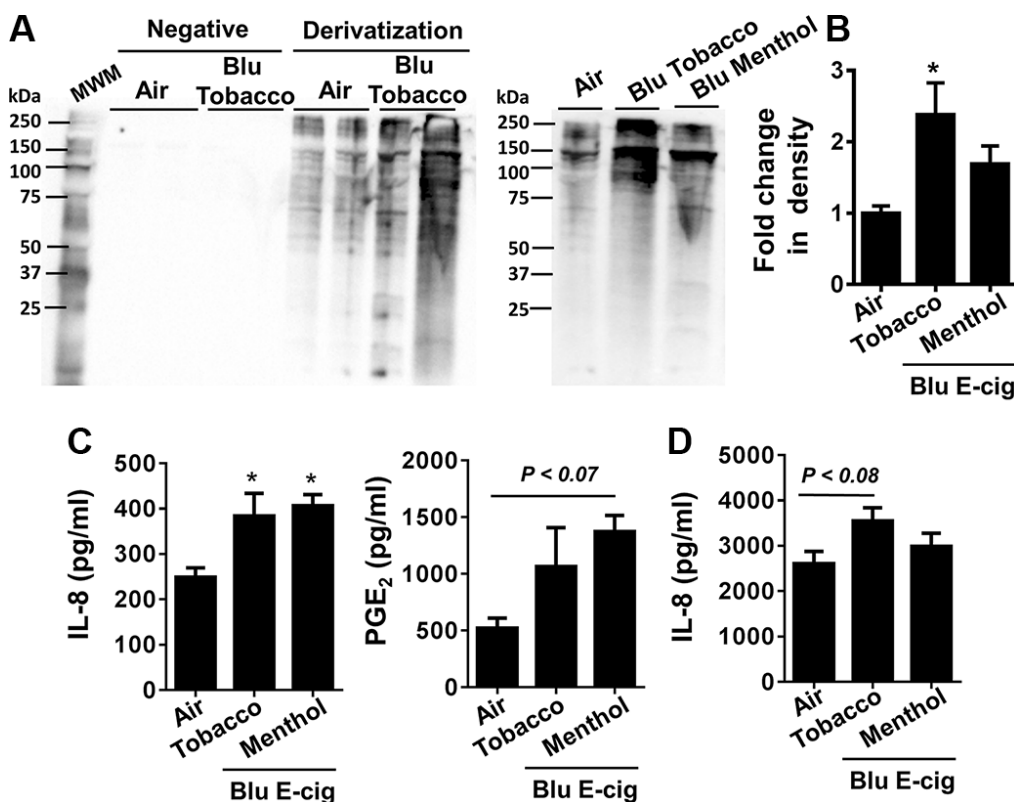 A
Negative
Derivatization
MWM
Air
Blu
Tobacco
Air
Blu
Tobacco
kDa
250
150
100
75
50
37
25
Air
Blu Tobacco
Blu Menthol
kDa
250
150
100
75
50
37
25
B
Fold change
in density
3
2
1
0
*
Air
Tobacco
Menthol
Blu E-cig
C
IL-8 (pg/ml)
500
400
300
200
100
0
*
*
Air
Tobacco
Menthol
Blu E-cig
PGE₂ (pg/ml)
2000
1500
1000
500
0
P < 0.07
Air
Tobacco
Menthol
Blu E-cig
D
IL-8 (pg/ml)
5000
4000
3000
2000
1000
0
P < 0.08
Air
Tobacco
Menthol
Blu E-cig